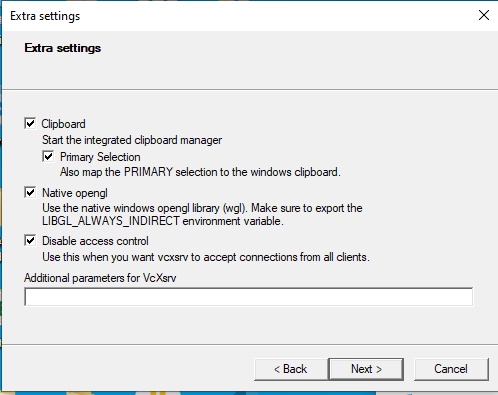 Extra settings
Extra settings
Clipboard
Start the integrated clipboard manager
Primary Selection
Also map the PRIMARY selection to the windows clipboard.
Native opengl
Use the native windows opengl library (wgl). Make sure to export the
LIBGL_ALWAYS_INDIRECT environment variable.
Disable access control
Use this when you want vcxsrv to accept connections from all clients.
Additional parameters for VcXsrv
< Back
Next >
Cancel